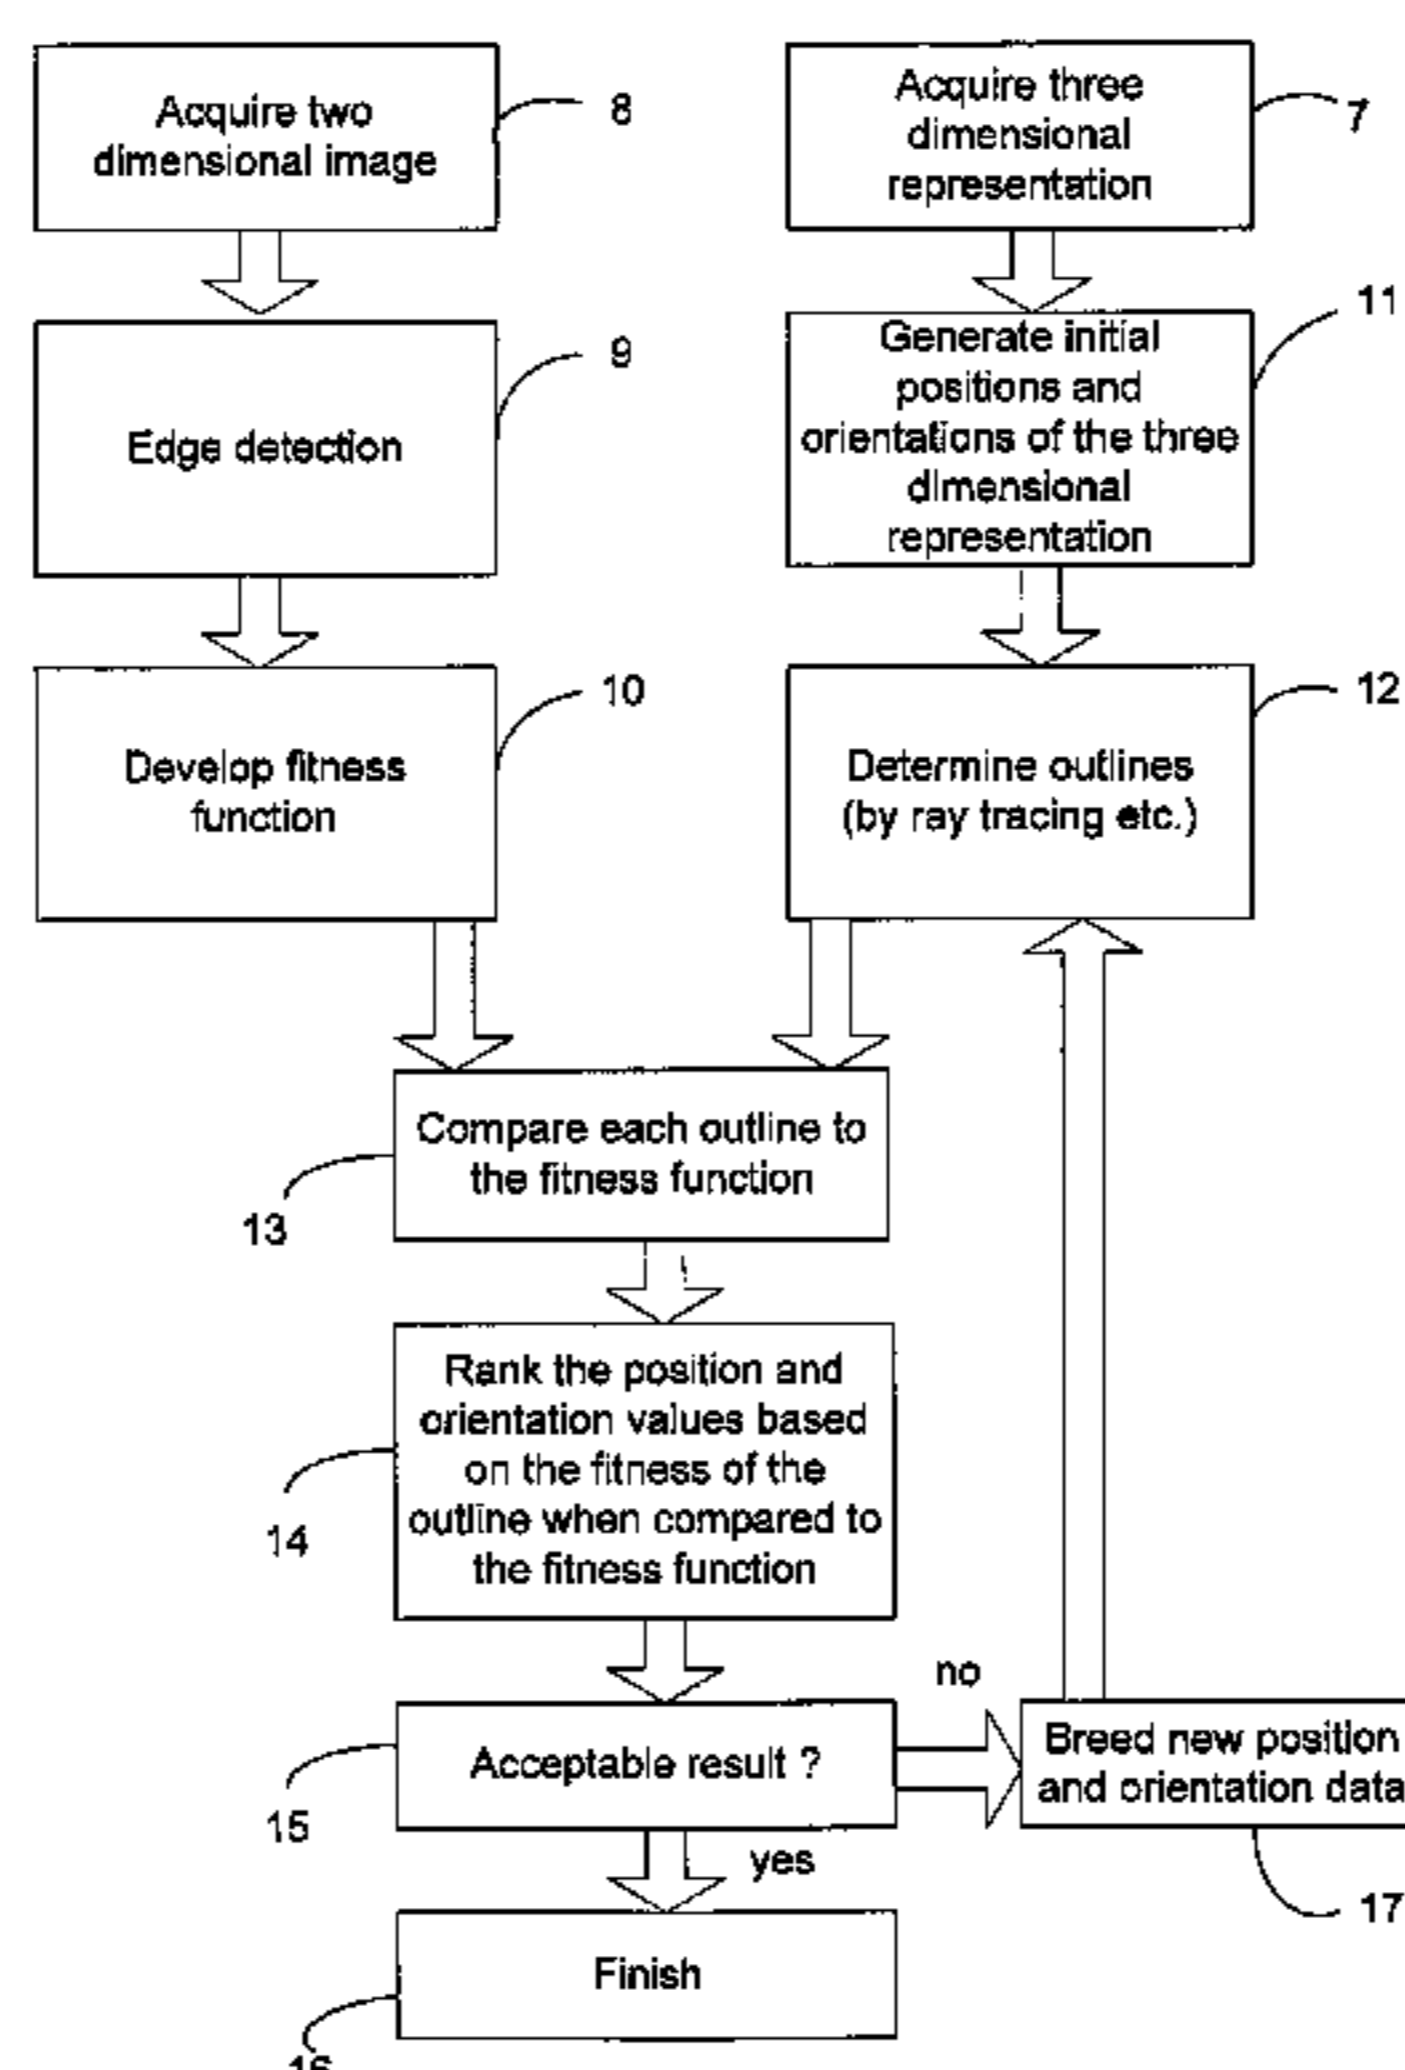 Acquire two
dimensional image
8
Acquire three
dimensional
representation
7
Edge detection
9
Generate initial
positions and
orientations of the three
dimensional
representation
11
Develop fitness
function
10
Determine outlines
(by ray tracing etc.)
12
Compare each outline to
the fitness function
13
Rank the position and
orientation values based
on the fitness of the
outline when compared to
the fitness function
14
Acceptable result ?
15
no
Breed new position
and orientation data
17
yes
Finish
16